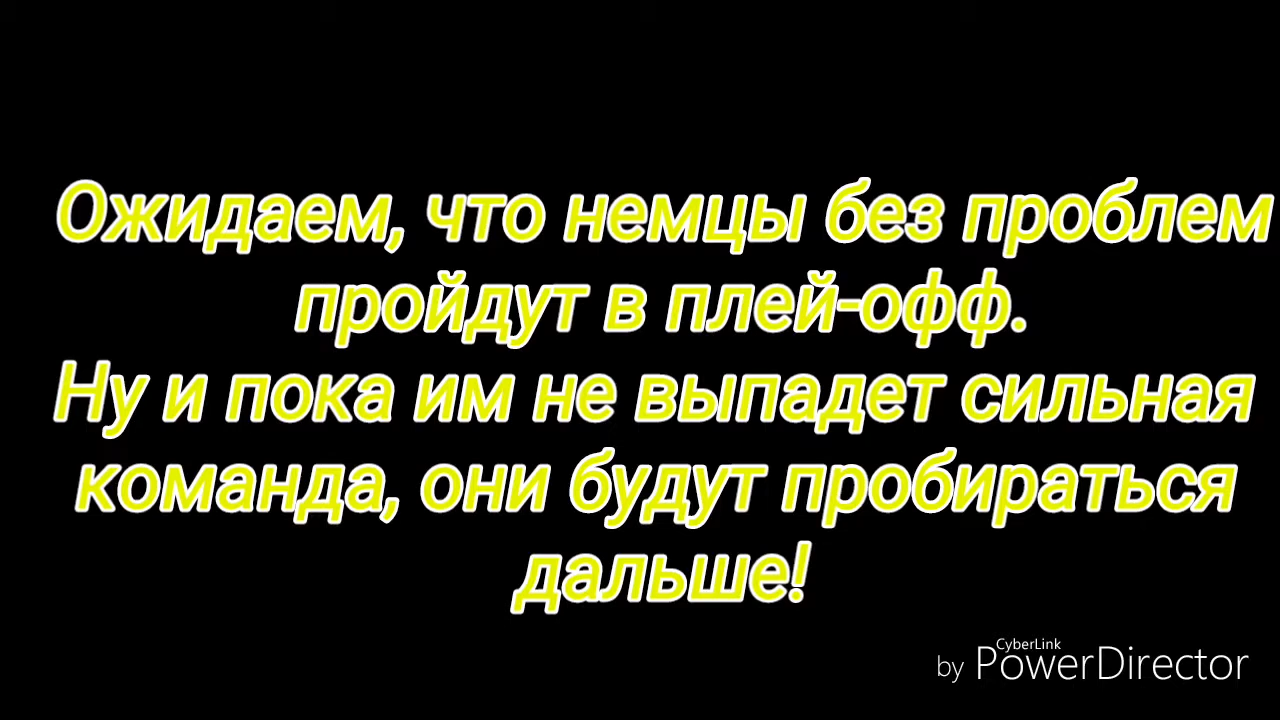 Ожидаем, что немцы без проблем
пройдут в плей-офф.
Ну и пока им не выпадет сильная
команда, они будут пробираться
дальше!
CyberLink
by PowerDirector